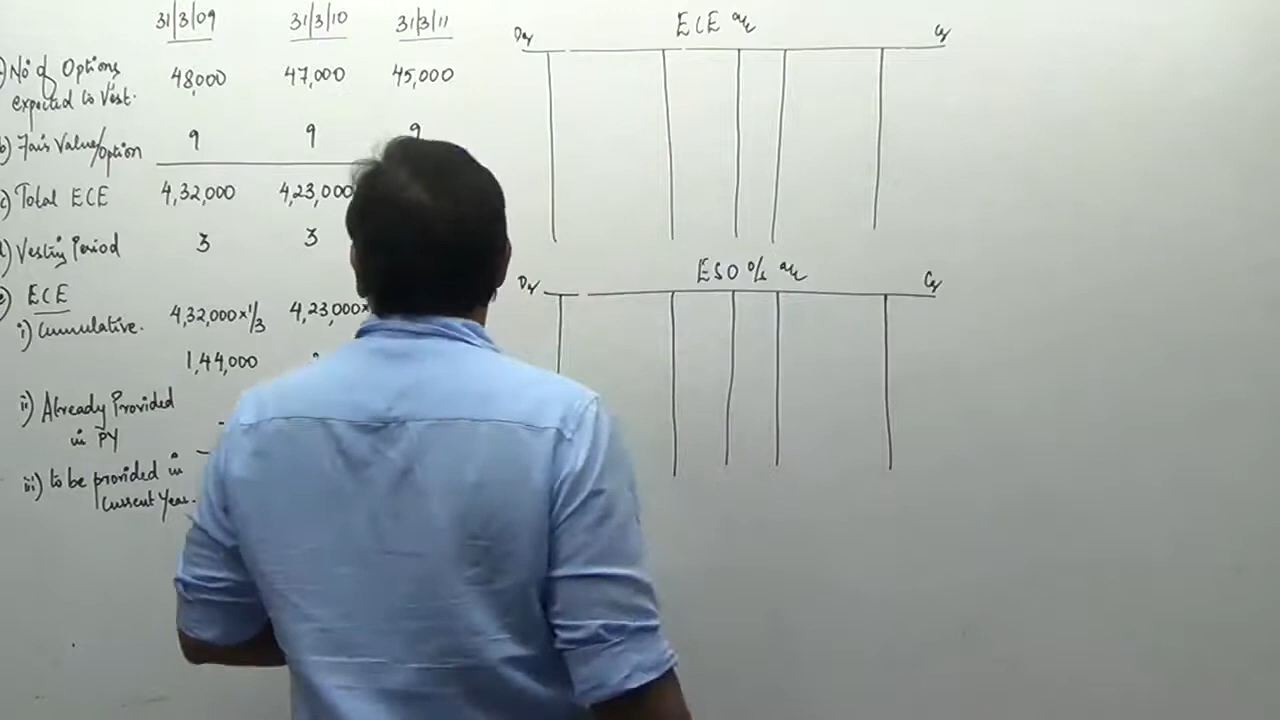 31/3/09 31/3/10 31/3/11
) No of Options 48,000 47,000 45,000
expected to Vest.
b) Fair Value/option 9 9 9
c) Total ECE 4,32,000 4,23,000
d) Vesting Period 3 3
e) ECE
i) Cumulative. 4,32,000×1/3 4,23,000×
1,44,000
ii) Already Provided -
in PY
iii) to be provided in
Current Year.
Dr ECE a/c Cr
Dr ESO o/s a/c Cr